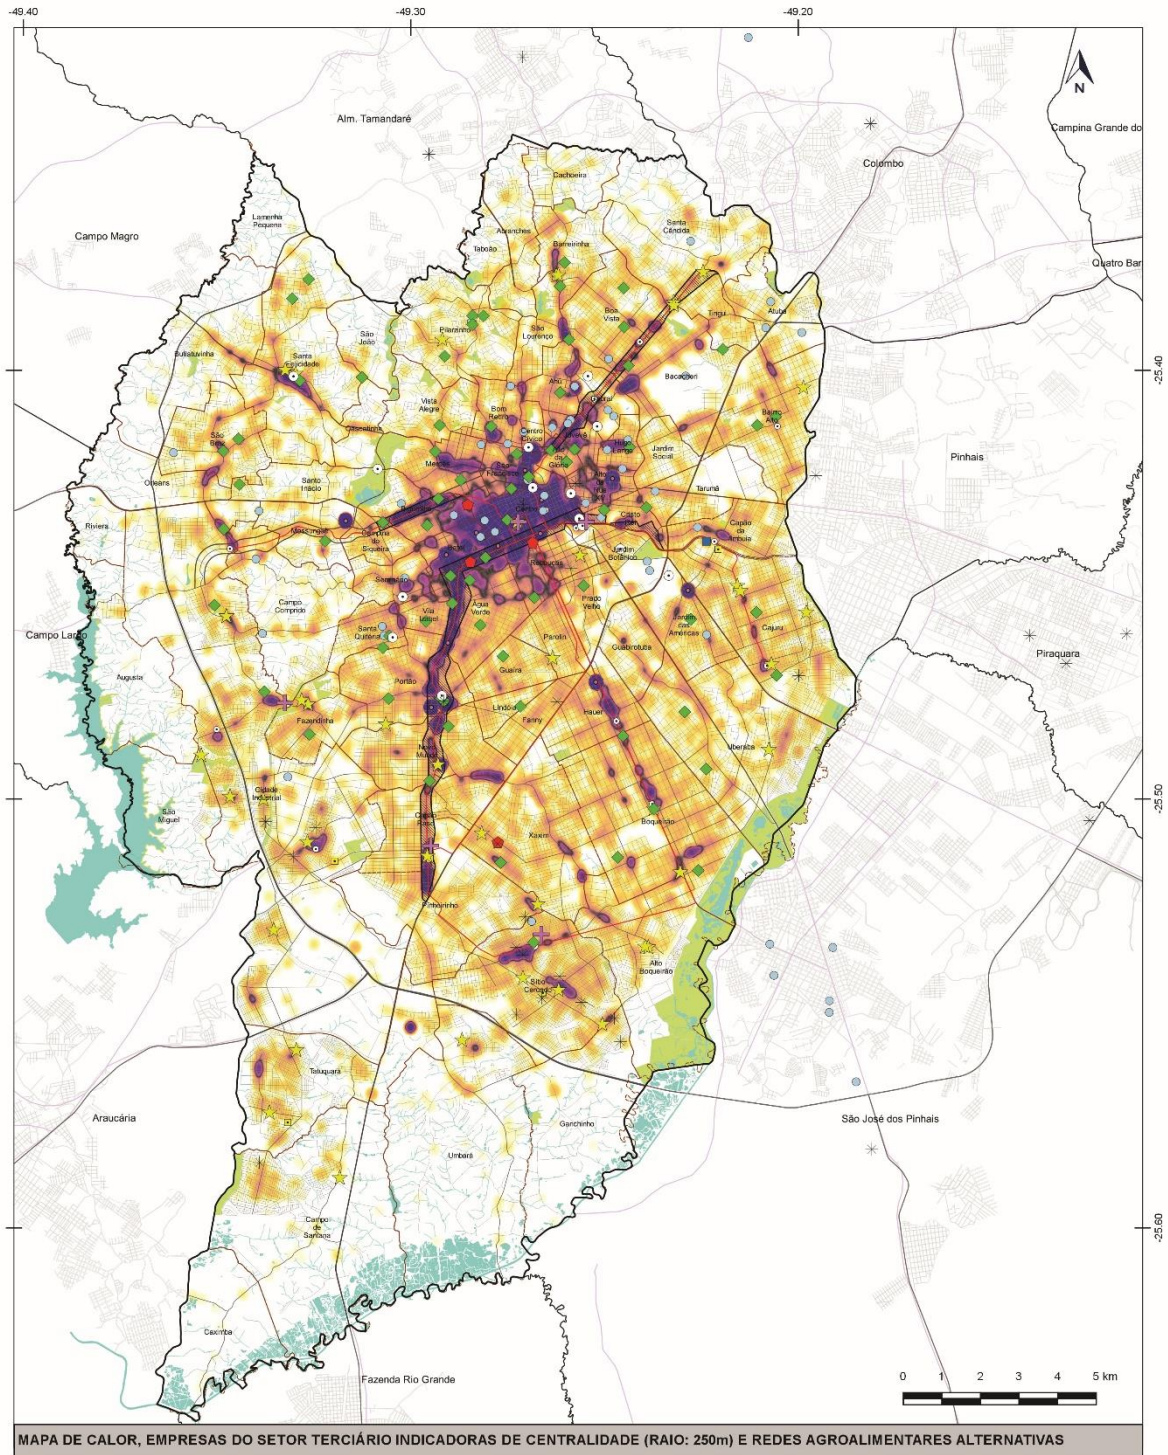 -49.40
-49.30
-49.20
N
Alm. Tamandaré
Campina Grande do
Colombo
Cachoeira
Lamenha
Pequena
Santa
Cândida
Campo Magro
Abranches
Taboão
Barreirinha
Quatro Bar
Boa
Vista
Tingui
Atuba
São
João
Pilarzinho
São
Lourenço
Butiatuvinha
Santa
Felicidade
-25.40
Bacacheri
Ahú
Cabral
Vista
Alegre
Bom
Retiro
Bairro
Alto
Cascatinha
Centro
Cívico
Hugo
Lange
Jardim
Social
São
Braz
Pinhais
Orleans
Santo
Inácio
Tarumã
Riviera
Mossunguê
Campina
do
Siqueira
Cristo
Rei
Capão
da
Imbuia
Jardim
Botânico
Rebouças
Seminário
Campo
Comprido
Prado
Velho
Vila
Izabel
Água
Verde
Jardim
das
Américas
Cajuru
Campo Largo
Santa
Quitéria
Parolin
Guabirotuba
Piraquara
Augusta
Guaíra
Portão
Lindóia
Fanny
Hauer
Fazendinha
Uberaba
Novo
Mundo
Cidade
Industrial
-25.50
São
Miguel
Capão
Raso
Xaxim
Boqueirão
Pinheirinho
Alto
Boqueirão
Sítio
Cercado
Tatuquara
Araucária
Ganchinho
São José dos Pinhais
Umbará
Campo
de
Santana
-25.60
Caximba
Fazenda Rio Grande
0 1 2 3 4 5 km
MAPA DE CALOR, EMPRESAS DO SETOR TERCIÁRIO INDICADORAS DE CENTRALIDADE (RAIO: 250m) E REDES AGROALIMENTARES ALTERNATIVAS